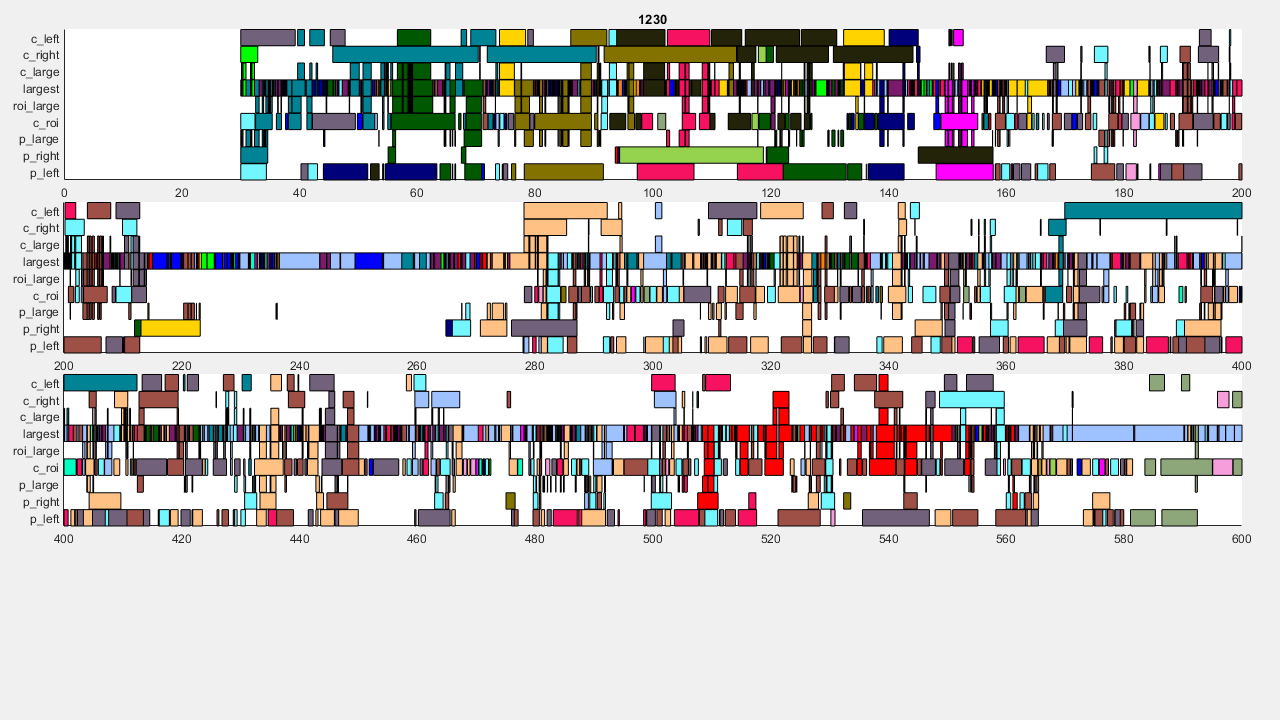 1230
c_left
c_right
c_large
largest
roi_large
c_roi
p_large
p_right
p_left
0 20 40 60 80 100 120 140 160 180 200
c_left
c_right
c_large
largest
roi_large
c_roi
p_large
p_right
p_left
200 220 240 260 280 300 320 340 360 380 400
c_left
c_right
c_large
largest
roi_large
c_roi
p_large
p_right
p_left
400 420 440 460 480 500 520 540 560 580 600